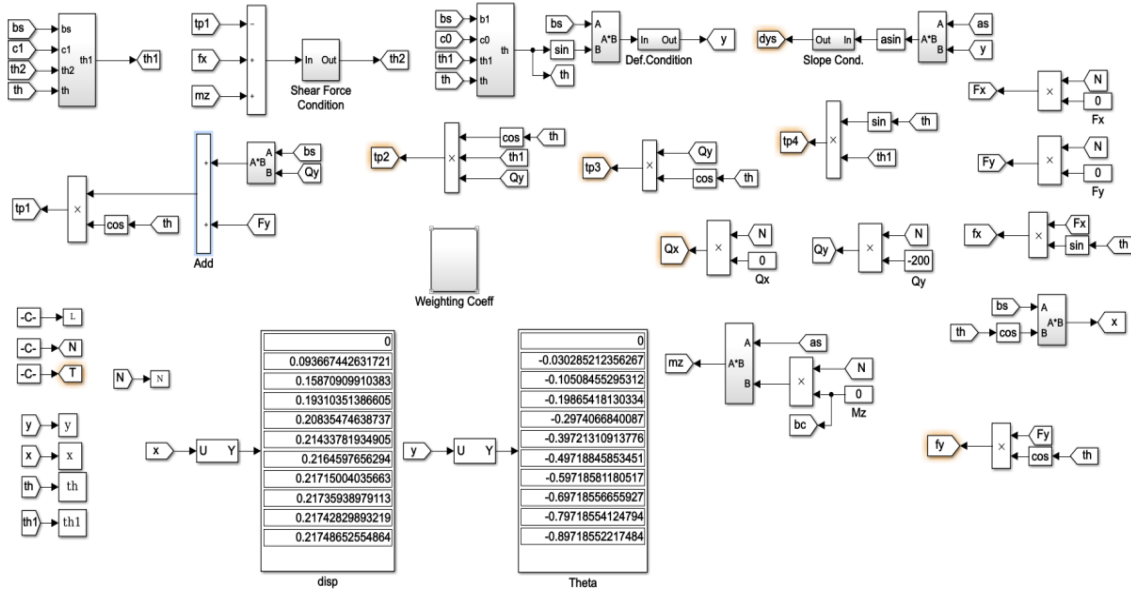 bs
c1
th2
th
bs
c1
th2
th
th1
th1
tp1
fx
mz
In Out
Shear Force
Condition
th2
bs
c0
th1
th
b1
c0
th1
th
th
sin
th
bs
A
B
A*B
In Out
Def.Condition
y
dys
Out In
Slope Cond.
asin
A
B
A*B
as
y
Fx
×
N
0
Fx
tp1
×
cos
th
Add
A
B
A*B
bs
Qy
Fy
tp2
×
cos
th
th1
Qy
tp3
×
Qy
cos
th
tp4
×
sin
th
th1
Fy
×
N
0
Fy
Weighting Coeff
Qx
×
N
0
Qx
Qy
×
N
-200
Qy
fx
×
Fx
sin
th
-C-
L
-C-
N
-C-
T
N
N
y
y
x
x
th
th
th1
th1
x
U Y
0
0.093667442631721
0.15870909910383
0.19310351386605
0.20835474638737
0.21433781934905
0.2164597656294
0.21715004035663
0.21735938979113
0.21742829893219
0.21748652554864
disp
y
U Y
0
-0.030285212356267
-0.10508455295312
-0.19865418130334
-0.2974066840087
-0.39721310913776
-0.49718848853451
-0.59718581180517
-0.69718556655927
-0.79718554124794
-0.89718552217484
Theta
mz
A
B
A*B
as
×
N
0
Mz
bc
bs
th
cos
A
B
A*B
x
fy
×
Fy
cos
th